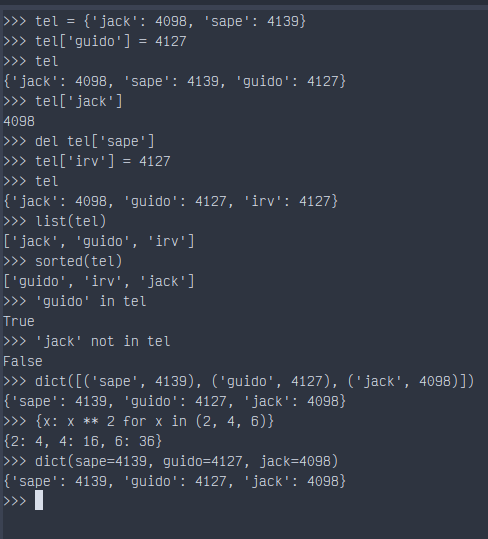 >>> tel = {'jack': 4098, 'sape': 4139}
>>> tel['guido'] = 4127
>>> tel
{'jack': 4098, 'sape': 4139, 'guido': 4127}
>>> tel['jack']
4098
>>> del tel['sape']
>>> tel['irv'] = 4127
>>> tel
{'jack': 4098, 'guido': 4127, 'irv': 4127}
>>> list(tel)
['jack', 'guido', 'irv']
>>> sorted(tel)
['guido', 'irv', 'jack']
>>> 'guido' in tel
True
>>> 'jack' not in tel
False
>>> dict([('sape', 4139), ('guido', 4127), ('jack', 4098)])
{'sape': 4139, 'guido': 4127, 'jack': 4098}
>>> {x: x ** 2 for x in (2, 4, 6)}
{2: 4, 4: 16, 6: 36}
>>> dict(sape=4139, guido=4127, jack=4098)
{'sape': 4139, 'guido': 4127, 'jack': 4098}
>>>